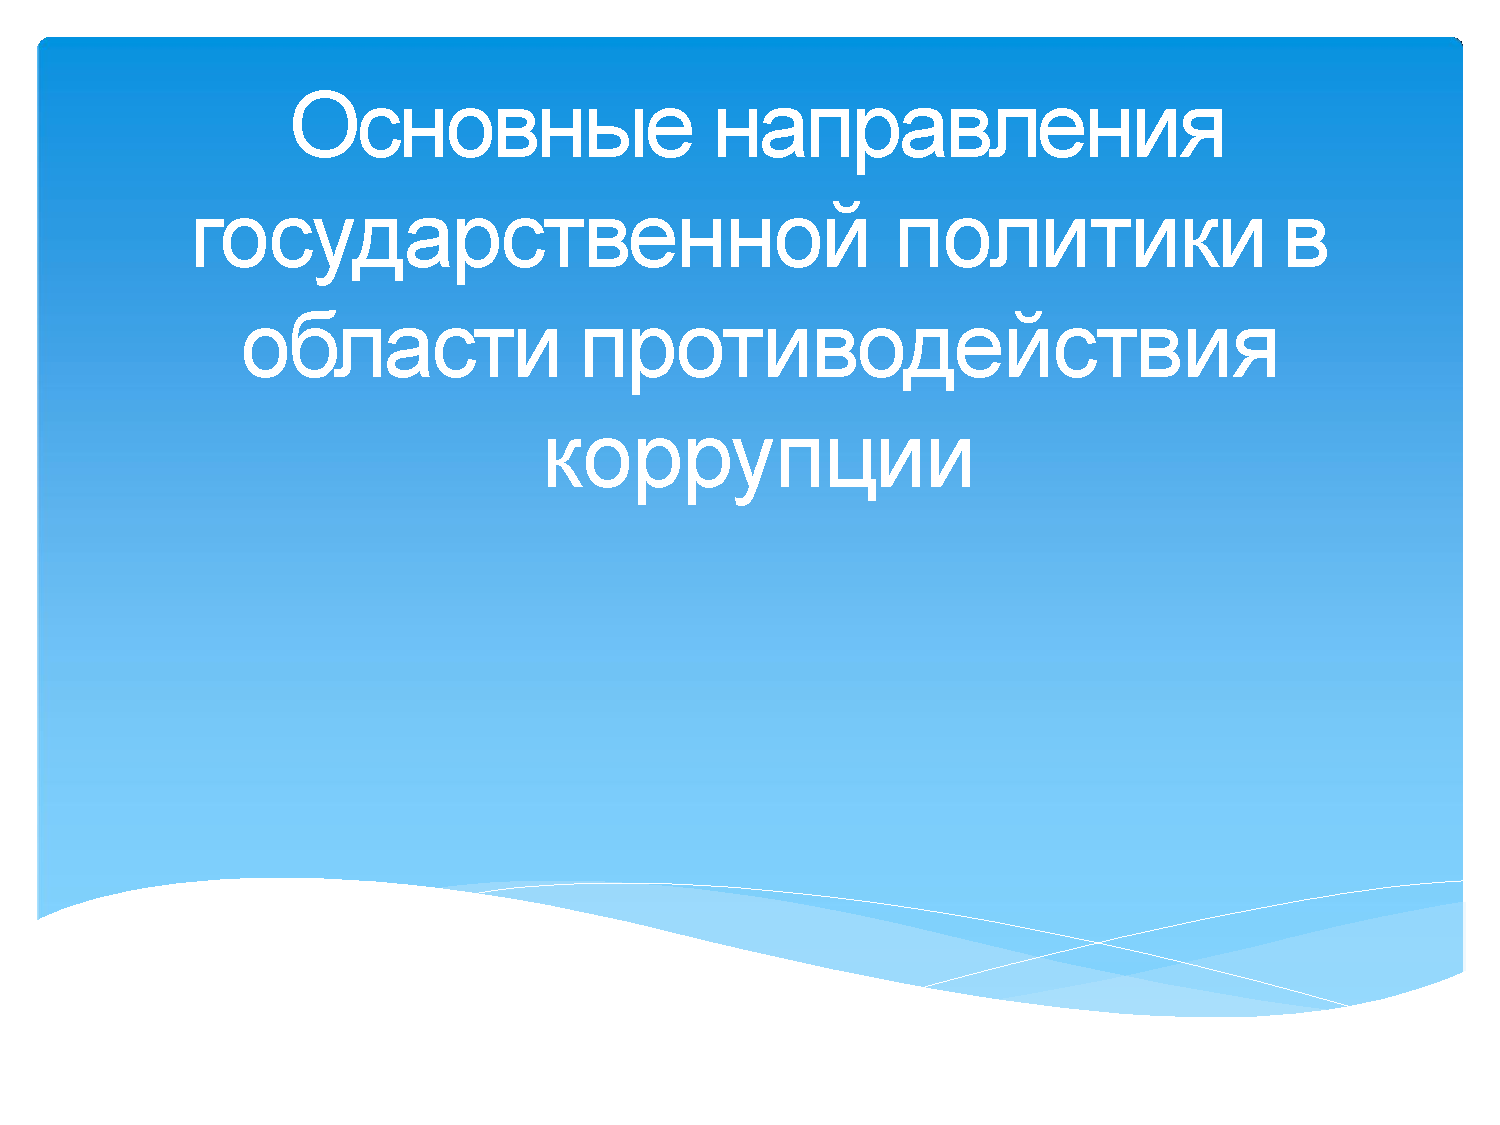 Основные направления
государственной политики в
области противодействия
коррупции